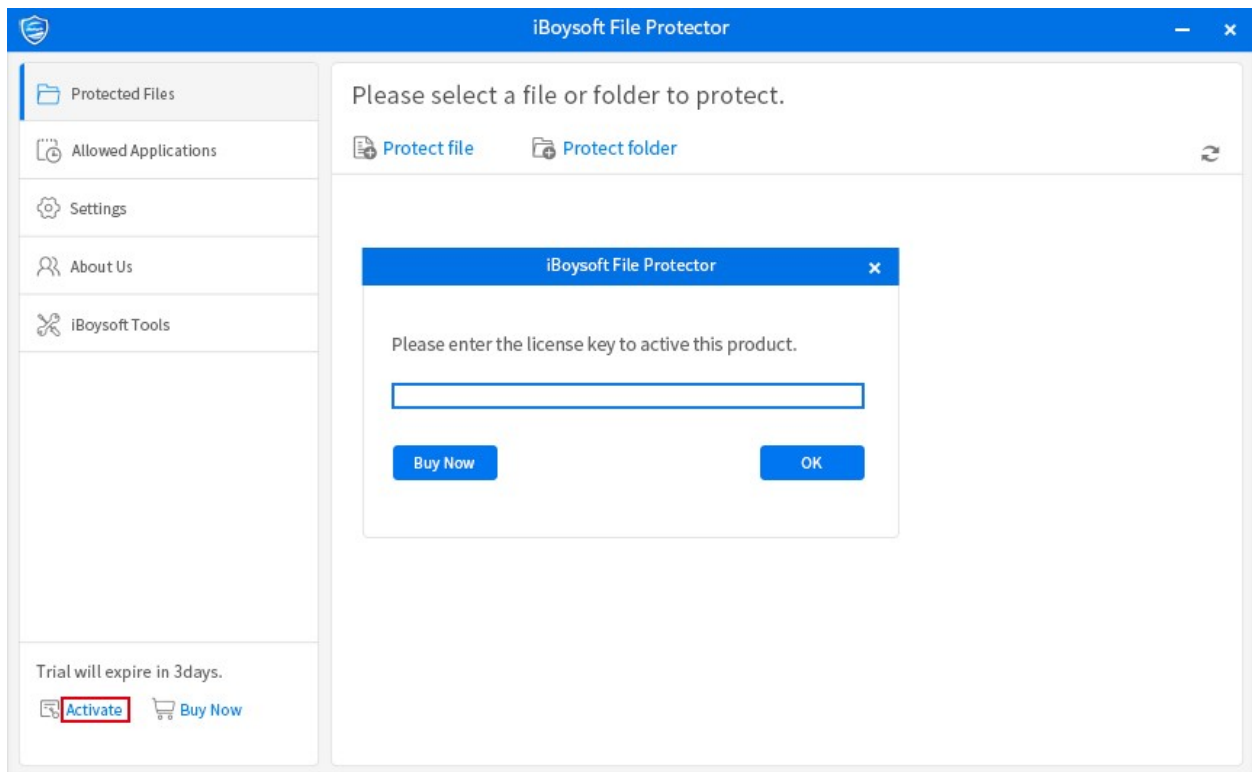 iBoysoft File Protector
Protected Files
Allowed Applications
Settings
About Us
iBoysoft Tools
Trial will expire in 3days.
Activate Buy Now
Please select a file or folder to protect.
Protect file Protect folder
iBoysoft File Protector
Please enter the license key to active this product.
Buy Now OK